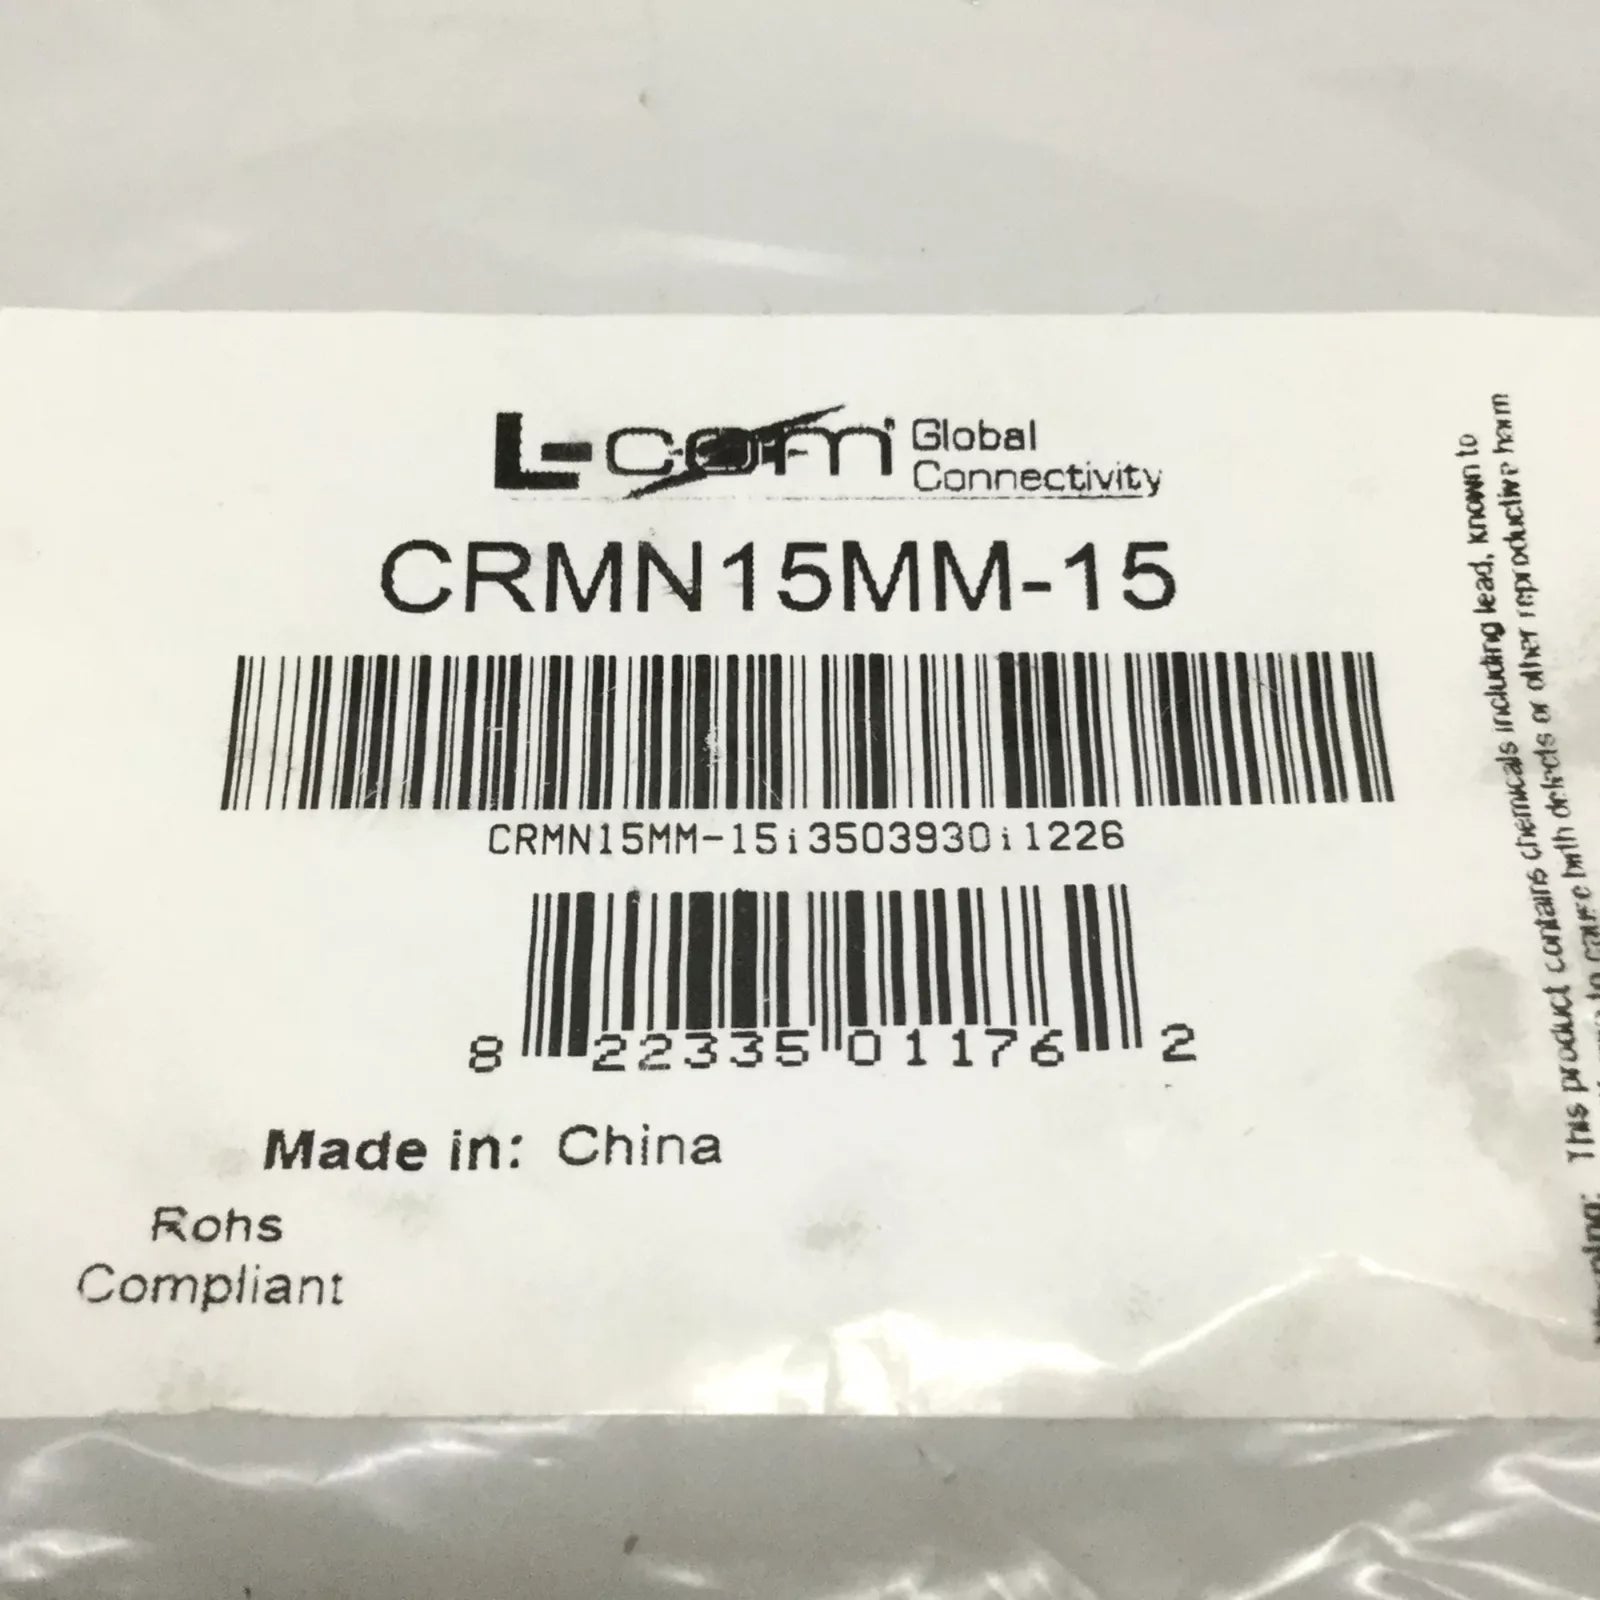 L-com Global
Connectivity
CRMN15MM-15
CRMN15MM-15i3503930i1226
8 22335 01176 2
Made in: China
Rohs
Compliant
This product contains chemicals including lead, known to
to cause birth defects or other reproductive harm